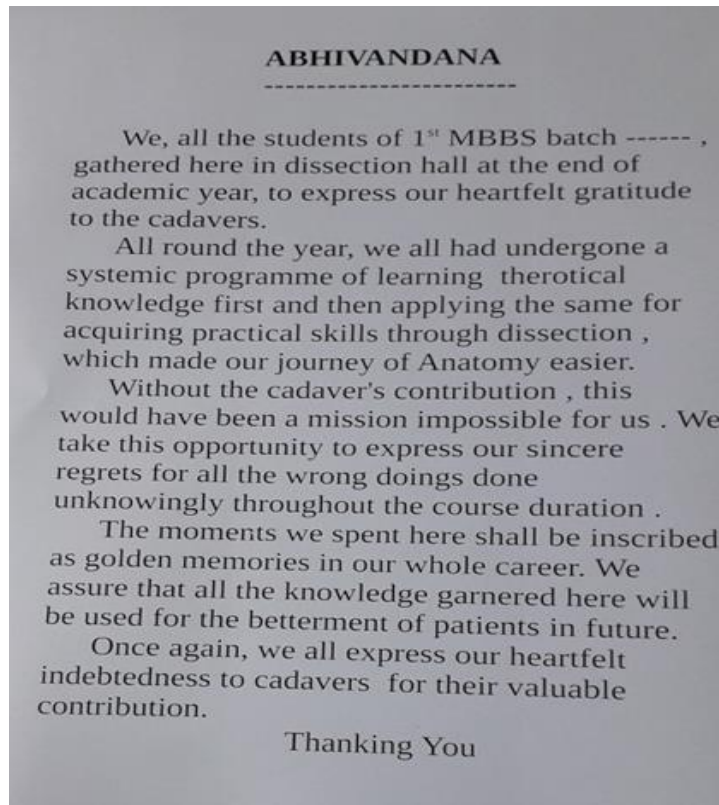 ABHIVANDANA
------------------------
We, all the students of 1st MBBS batch ------ ,
gathered here in dissection hall at the end of
academic year, to express our heartfelt gratitude
to the cadavers.
All round the year, we all had undergone a
systemic programme of learning therotical
knowledge first and then applying the same for
acquiring practical skills through dissection ,
which made our journey of Anatomy easier.
Without the cadaver's contribution , this
would have been a mission impossible for us . We
take this opportunity to express our sincere
regrets for all the wrong doings done
unknowingly throughout the course duration .
The moments we spent here shall be inscribed
as golden memories in our whole career. We
assure that all the knowledge garnered here will
be used for the betterment of patients in future.
Once again, we all express our heartfelt
indebtedness to cadavers for their valuable
contribution.
Thanking You